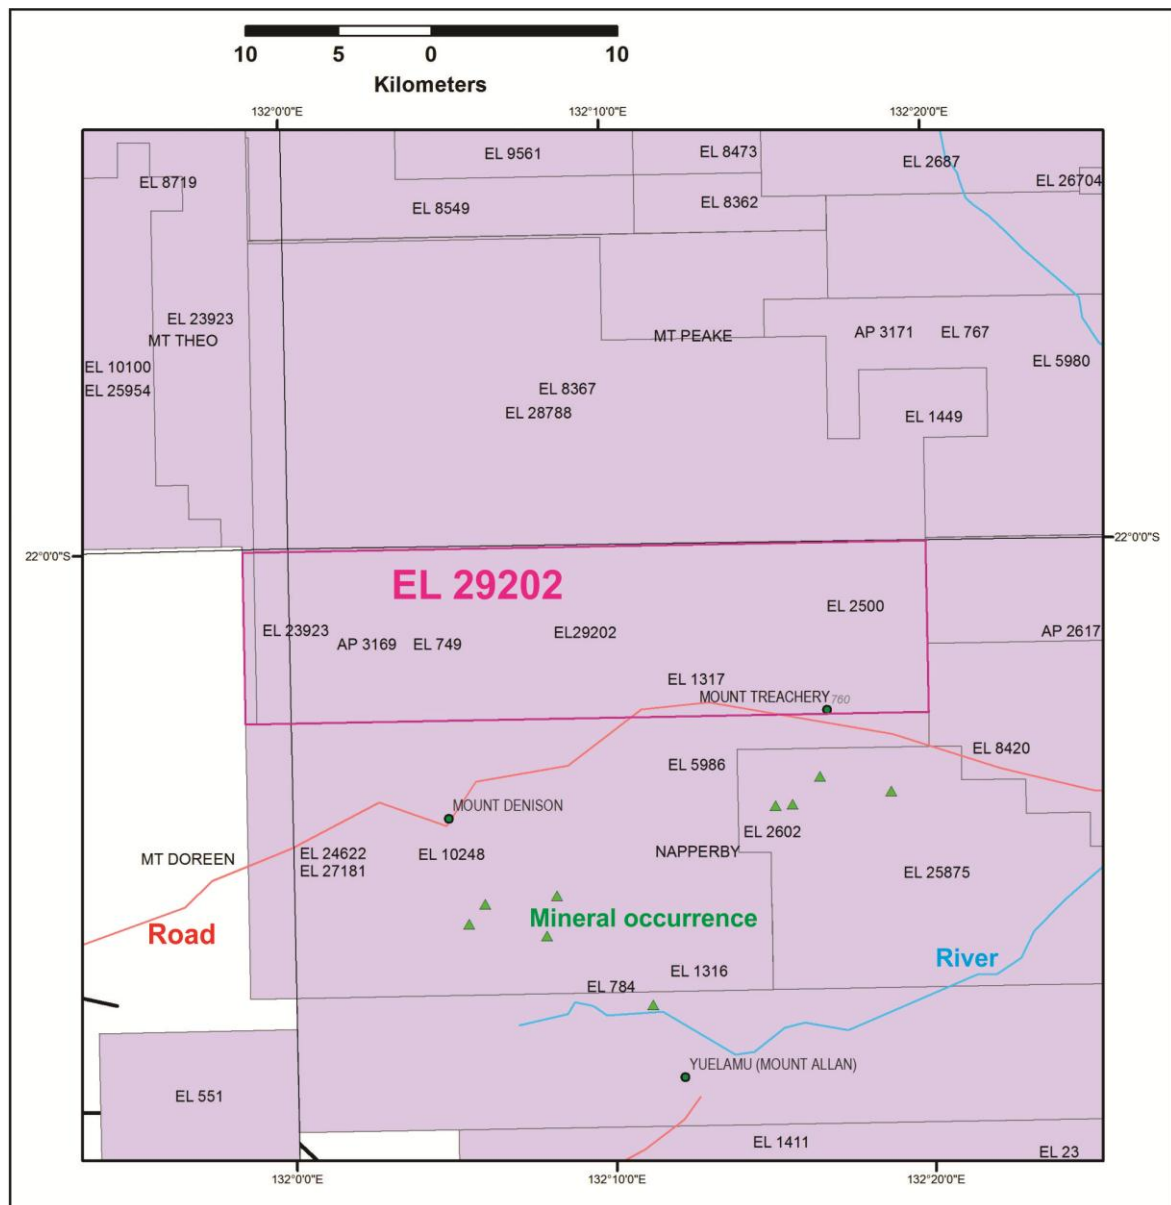 10 5 0 10
Kilometers
132°0'0"E 132°10'0"E 132°20'0"E
EL 9561
EL 8473
EL 2687
EL 8719
EL 26704
EL 8549
EL 8362
EL 23923
MT THEO
MT PEAKE
AP 3171
EL 767
EL 10100
EL 5980
EL 25954
EL 8367
EL 28788
EL 1449
22°0'0"S
22°0'0"S
EL 29202
EL 2500
EL 23923
EL29202
AP 2617
AP 3169
EL 749
EL 1317
MOUNT TREACHERY 760
EL 8420
EL 5986
MOUNT DENISON
EL 2602
MT DOREEN
EL 24622
EL 10248
NAPPERBY
EL 27181
EL 25875
Mineral occurrence
Road
River
EL 1316
EL 784
YUELAMU (MOUNT ALLAN)
EL 551
EL 1411
EL 23
132°0'0"E 132°10'0"E 132°20'0"E